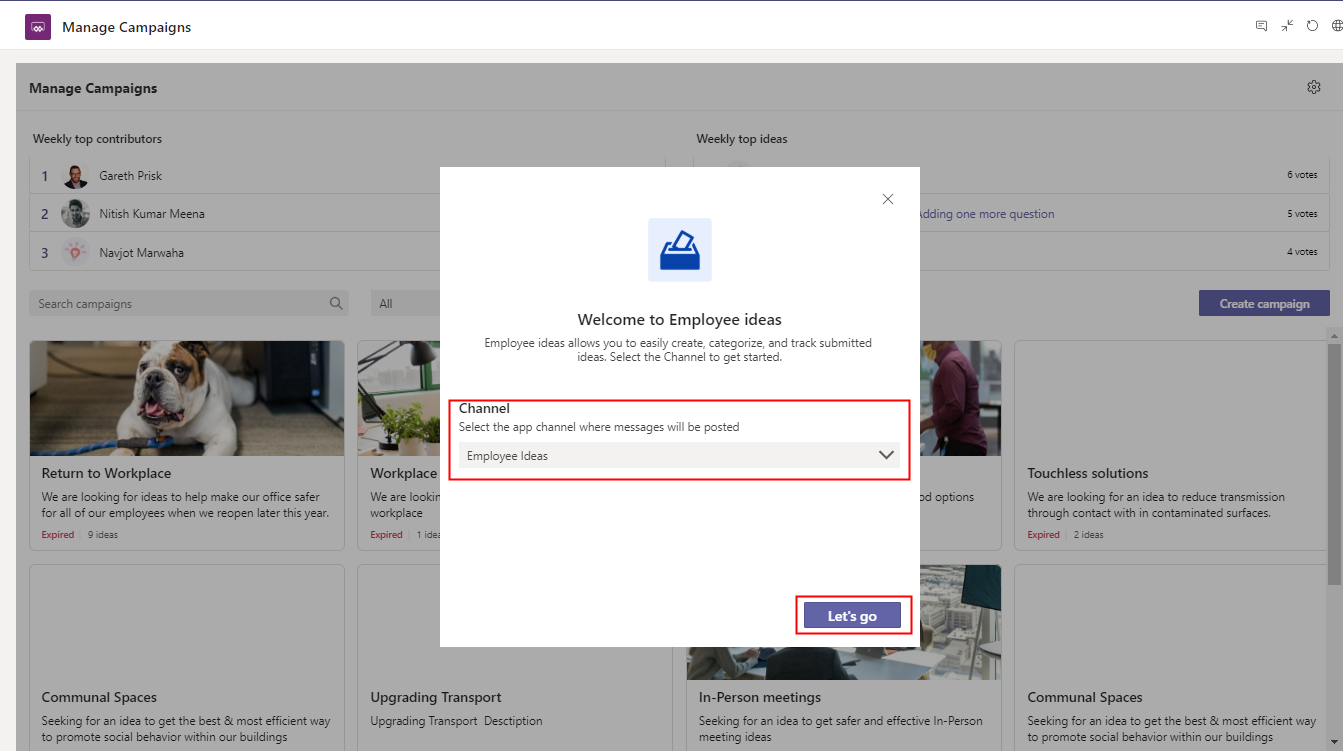 Manage Campaigns
Manage Campaigns
Weekly top contributors
1 Gareth Prisk
2 Nitish Kumar Meena
3 Navjot Marwaha
Weekly top ideas
6 votes
Adding one more question 5 votes
4 votes
Search campaigns
All
Create campaign
Welcome to Employee ideas
Employee ideas allows you to easily create, categorize, and track submitted
ideas. Select the Channel to get started.
Channel
Select the app channel where messages will be posted
Employee Ideas
Let's go
Return to Workplace
We are looking for ideas to help make our office safer
for all of our employees when we reopen later this year.
Expired 9 ideas
Workplace
We are
workplace
Expired 1
options
Touchless solutions
We are looking for an idea to reduce transmission
through contact with in contaminated surfaces.
Expired 2 ideas
Communal Spaces
Seeking for an idea to get the best & most efficient way
to promote social behavior within our buildings
Upgrading Transport
Upgrading Transport Desctiption
In-Person meetings
Seeking for an idea to get safer and effective In-Person
meeting ideas
Communal Spaces
Seeking for an idea to get the best & most efficient way
to promote social behavior within our buildings